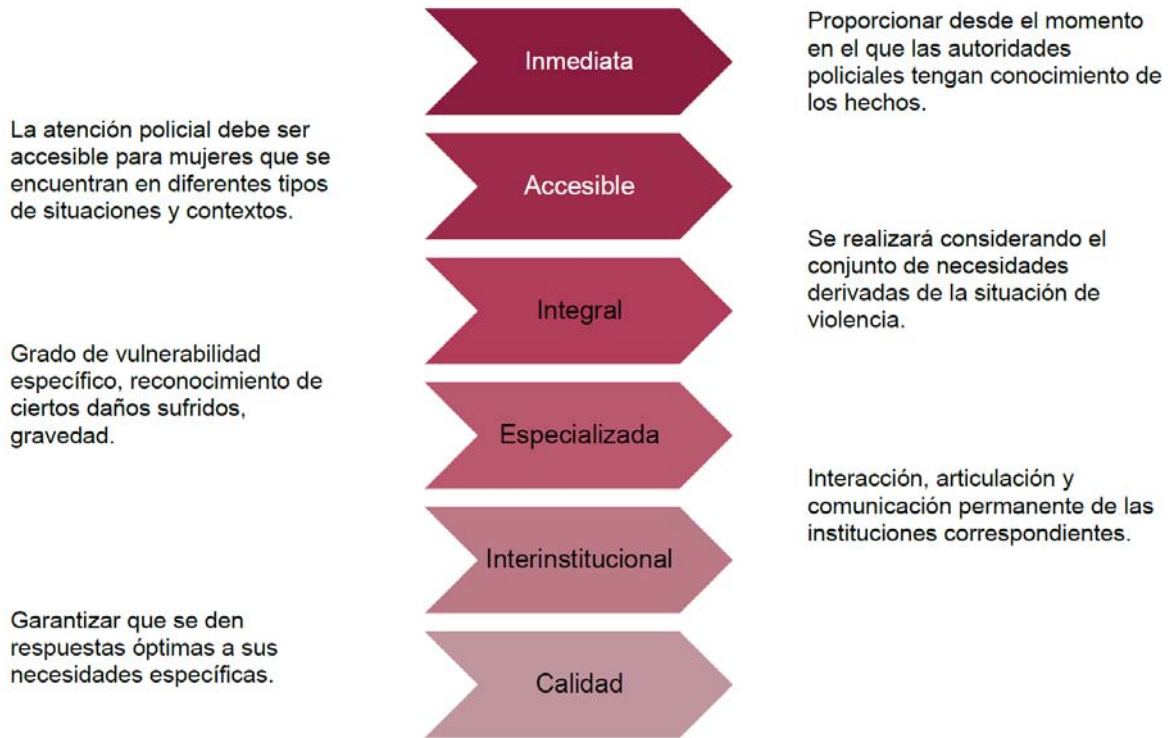 Inmediata
Proporcionar desde el momento
en el que las autoridades
policiales tengan conocimiento de
los hechos.
La atención policial debe ser
accesible para mujeres que se
encuentran en diferentes tipos
de situaciones y contextos.
Accesible
Se realizará considerando el
conjunto de necesidades
derivadas de la situación de
violencia.
Integral
Grado de vulnerabilidad
específico, reconocimiento de
ciertos daños sufridos,
gravedad.
Especializada
Interacción, articulación y
comunicación permanente de las
instituciones correspondientes.
Interinstitucional
Garantizar que se den
respuestas óptimas a sus
necesidades específicas.
Calidad